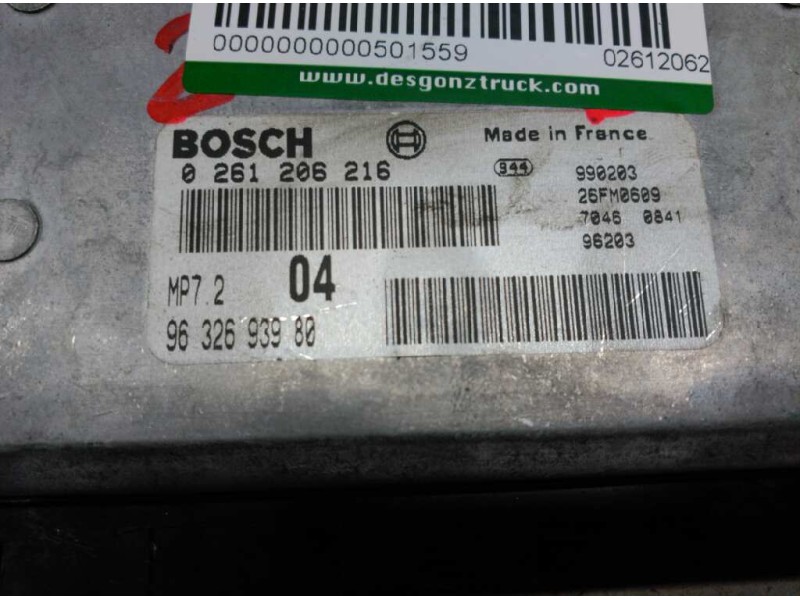 0000000000501559
02612062
www.desgonztruck.com
BOSCH
Made in France
0 261 206 216
944
990203
26FM0609
7046 0841
96203
MP7.2
04
96 326 939 80